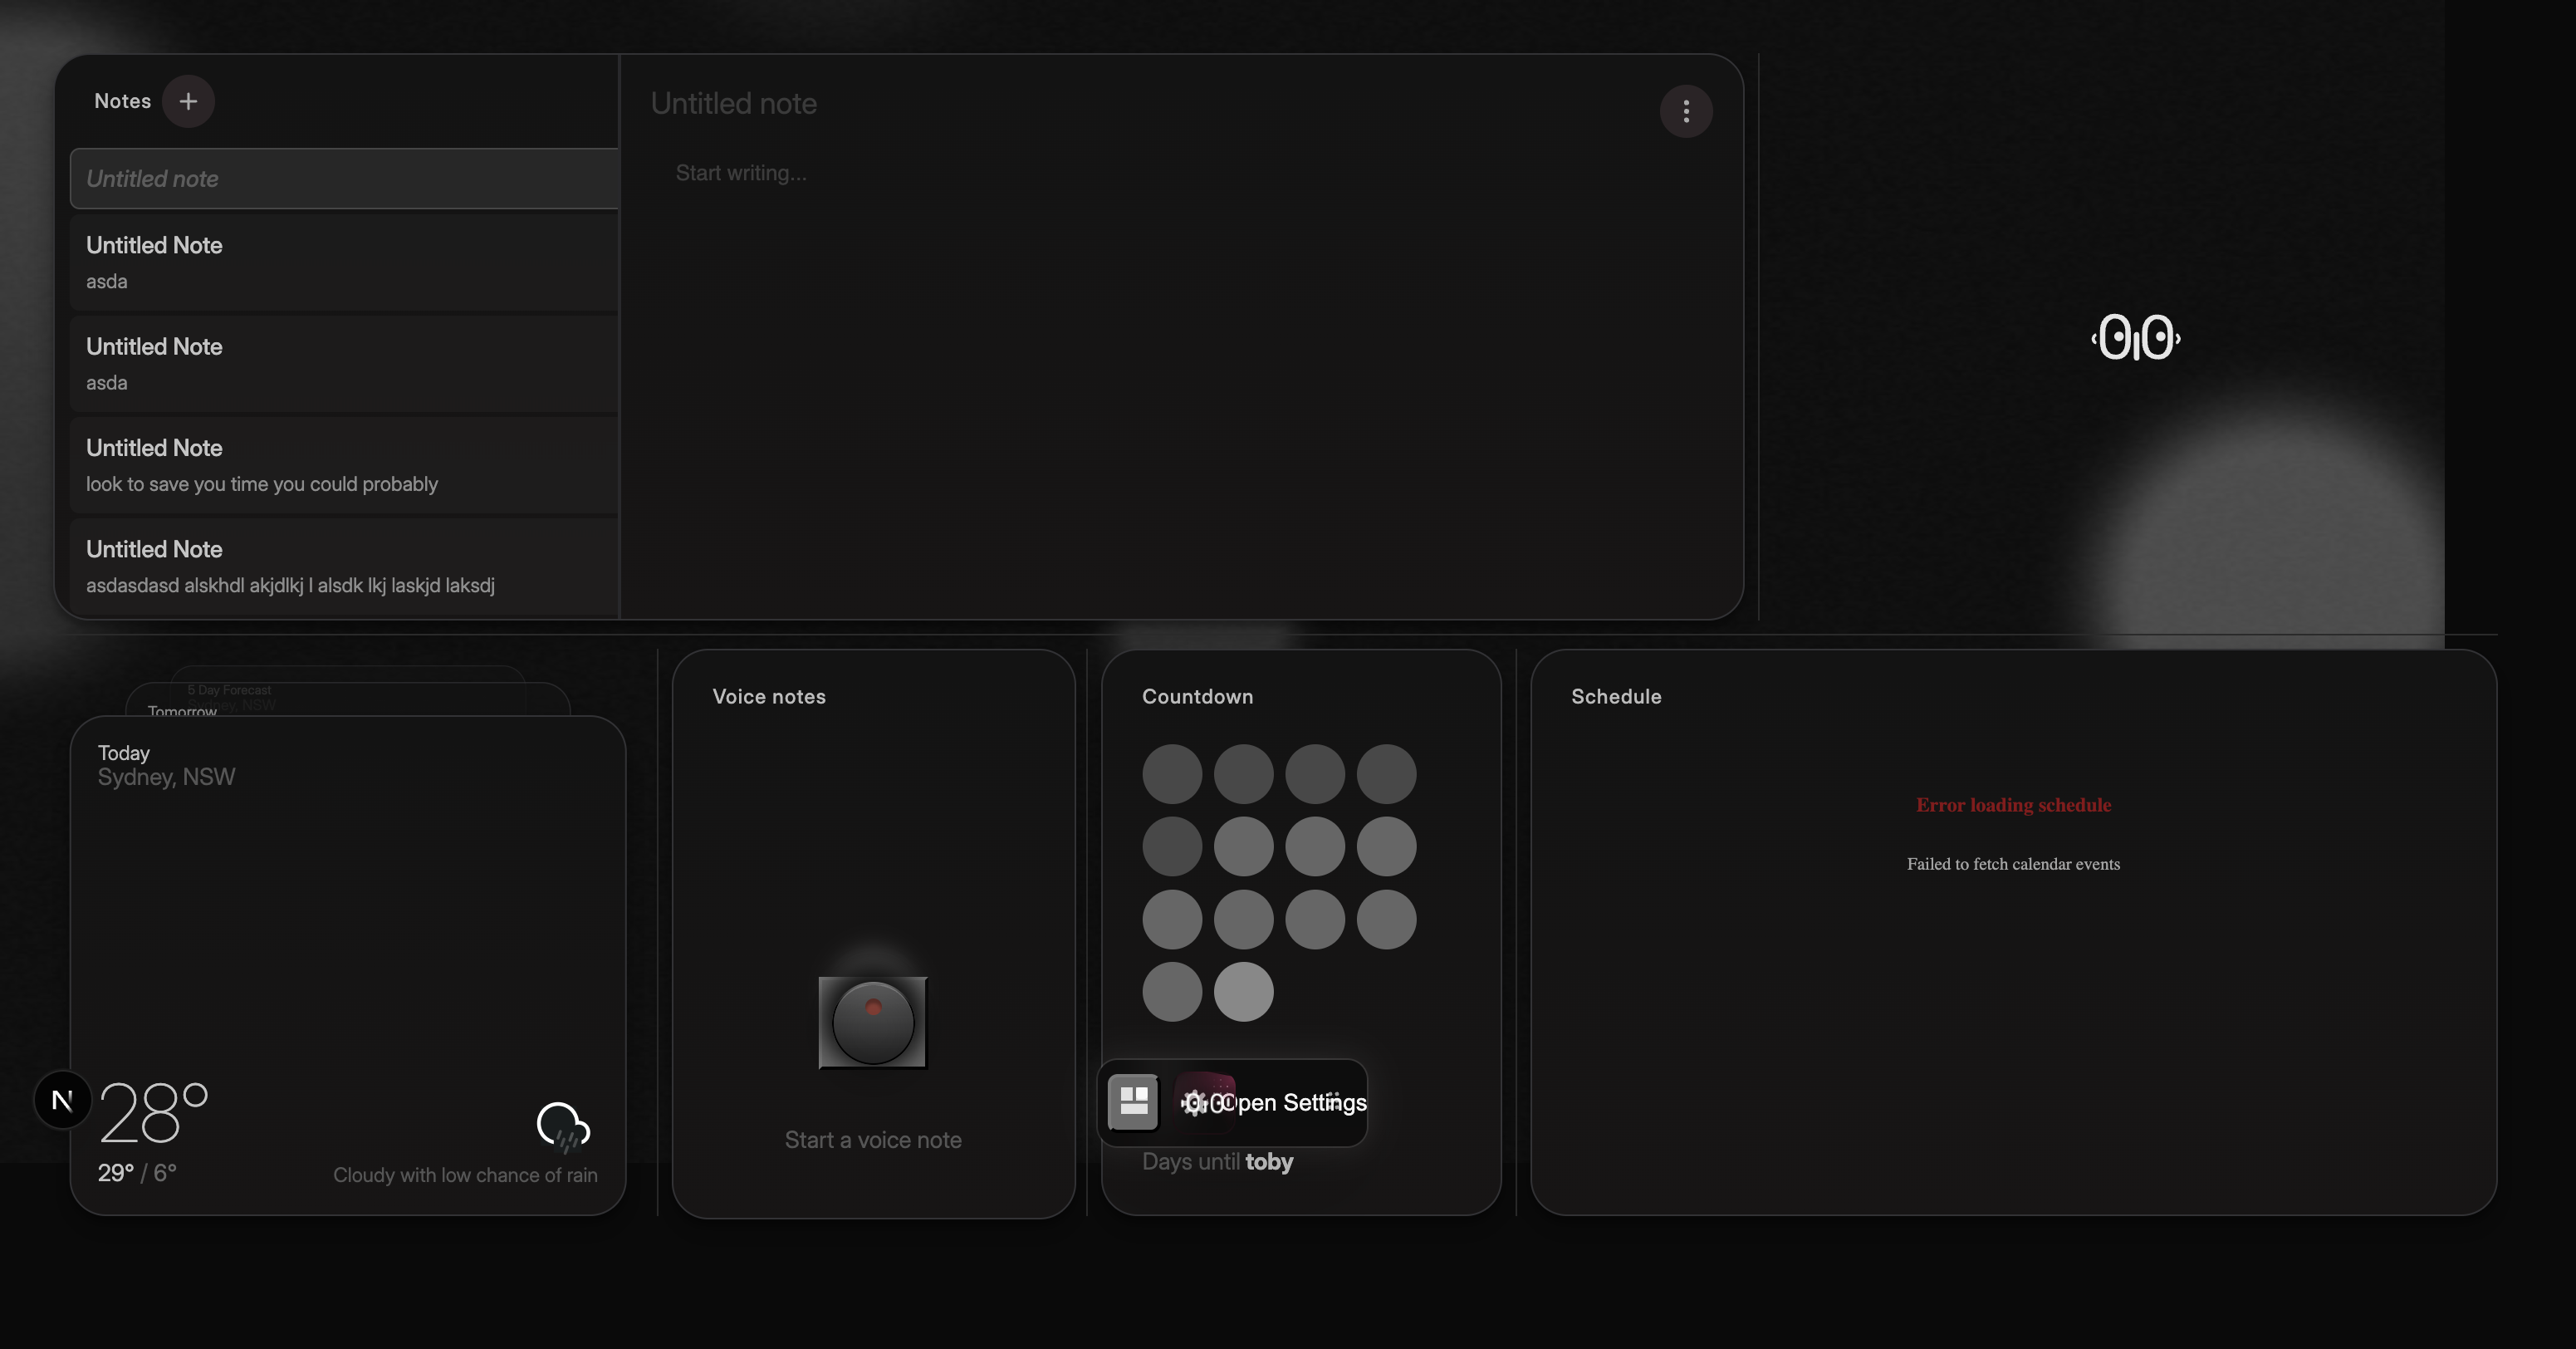 Notes
Untitled note
Untitled Note
asda
Untitled Note
asda
Untitled Note
look to save you time you could probably
Untitled Note
asdasdasd alskhdl akjdlkj l alsdk lkj laskjd laksdj
Untitled note
Start writing...
5 Day Forecast
Sydney, NSW
Tomorrow
Today
Sydney, NSW
28°
29° / 6°
Cloudy with low chance of rain
N
Voice notes
Start a voice note
Countdown
Open Settings
Days until toby
Schedule
Error loading schedule
Failed to fetch calendar events